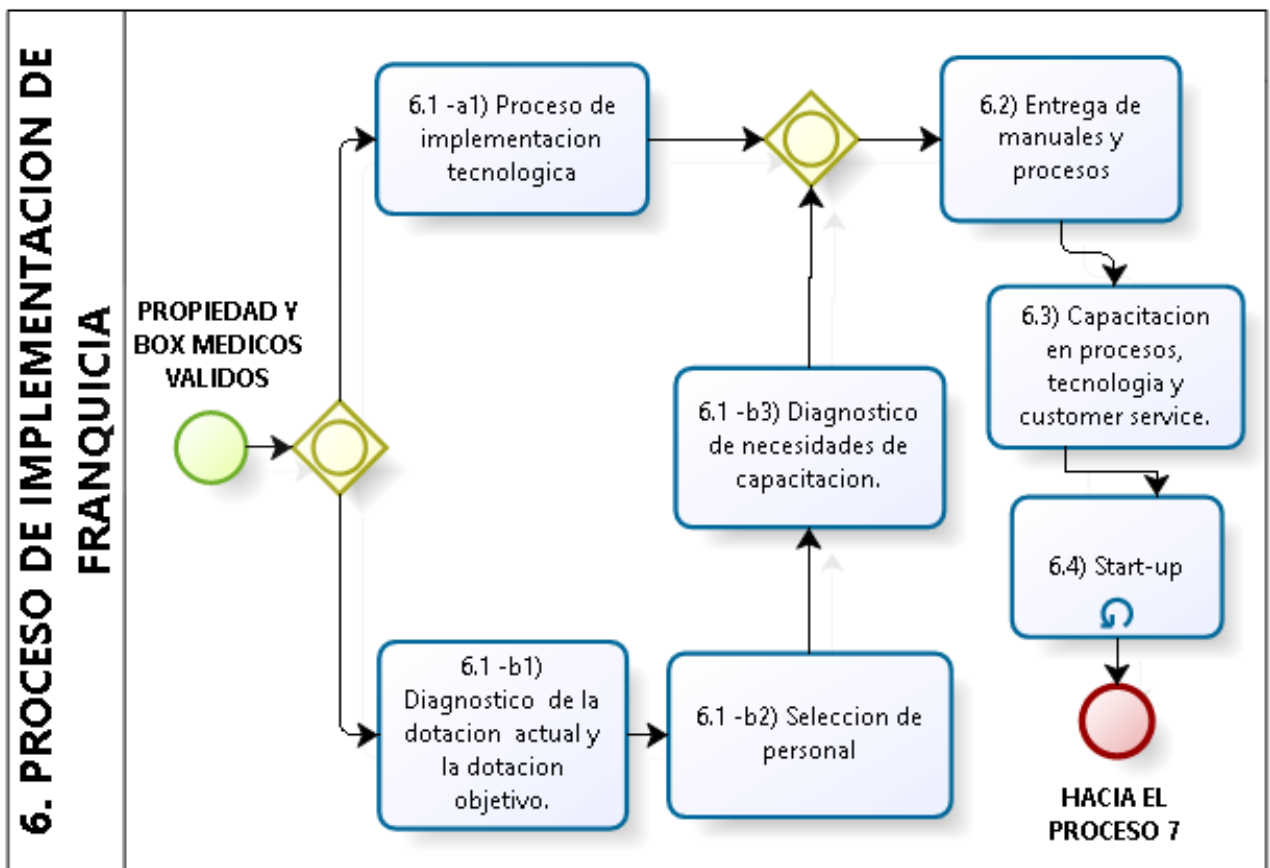 6. PROCESO DE IMPLEMENTACION DE
FRANQUICIA
PROPIEDAD Y
BOX MEDICOS
VALIDOS
6.1 -a1) Proceso de
implementacion
tecnologica
6.1 -b1)
Diagnostico de la
dotacion actual y
la dotacion
objetivo.
6.1 -b2) Seleccion de
personal
6.1 -b3) Diagnostico
de necesidades de
capacitacion.
6.2) Entrega de
manuales y
procesos
6.3) Capacitacion
en procesos,
tecnologia y
customer service.
6.4) Start-up
HACIA EL
PROCESO 7